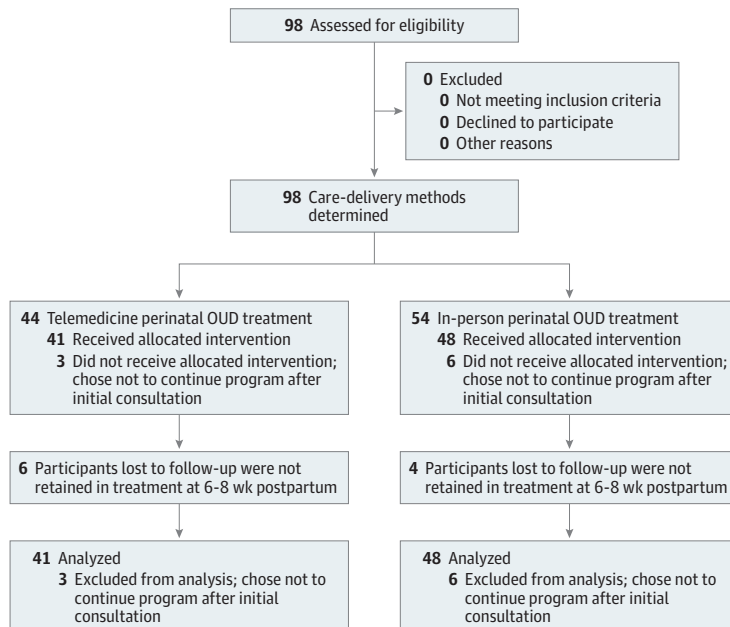 98 Assessed for eligibility
0 Excluded
0 Not meeting inclusion criteria
0 Declined to participate
0 Other reasons
98 Care-delivery methods
determined
44 Telemedicine perinatal OUD treatment
41 Received allocated intervention
3 Did not receive allocated intervention;
chose not to continue program after
initial consultation
54 In-person perinatal OUD treatment
48 Received allocated intervention
6 Did not receive allocated intervention;
chose not to continue program after
initial consultation
6 Participants lost to follow-up were not
retained in treatment at 6-8 wk postpartum
4 Participants lost to follow-up were not
retained in treatment at 6-8 wk postpartum
41 Analyzed
3 Excluded from analysis; chose not to
continue program after initial
consultation
48 Analyzed
6 Excluded from analysis; chose not to
continue program after initial
consultation